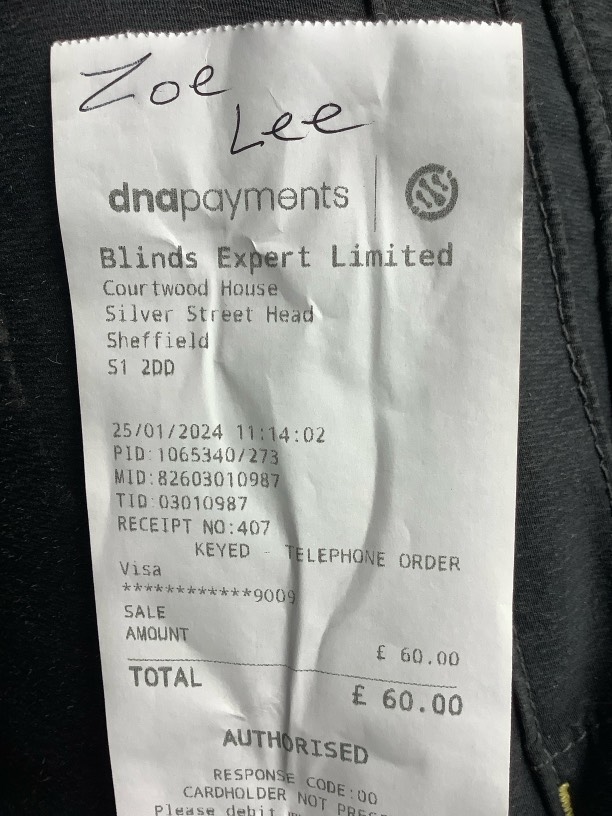 Zoe
Lee
dnapayments
Blinds Expert Limited
Courtwood House
Silver Street Head
Sheffield
S1 2DD
25/01/2024 11:14:02
PID:1065340/273
MID:82603010987
TID:03010987
RECEIPT NO:407
KEYED - TELEPHONE ORDER
Visa
************9009
SALE
AMOUNT
£ 60.00
TOTAL
£ 60.00
AUTHORISED
RESPONSE CODE:00
CARDHOLDER NOT
Please debit